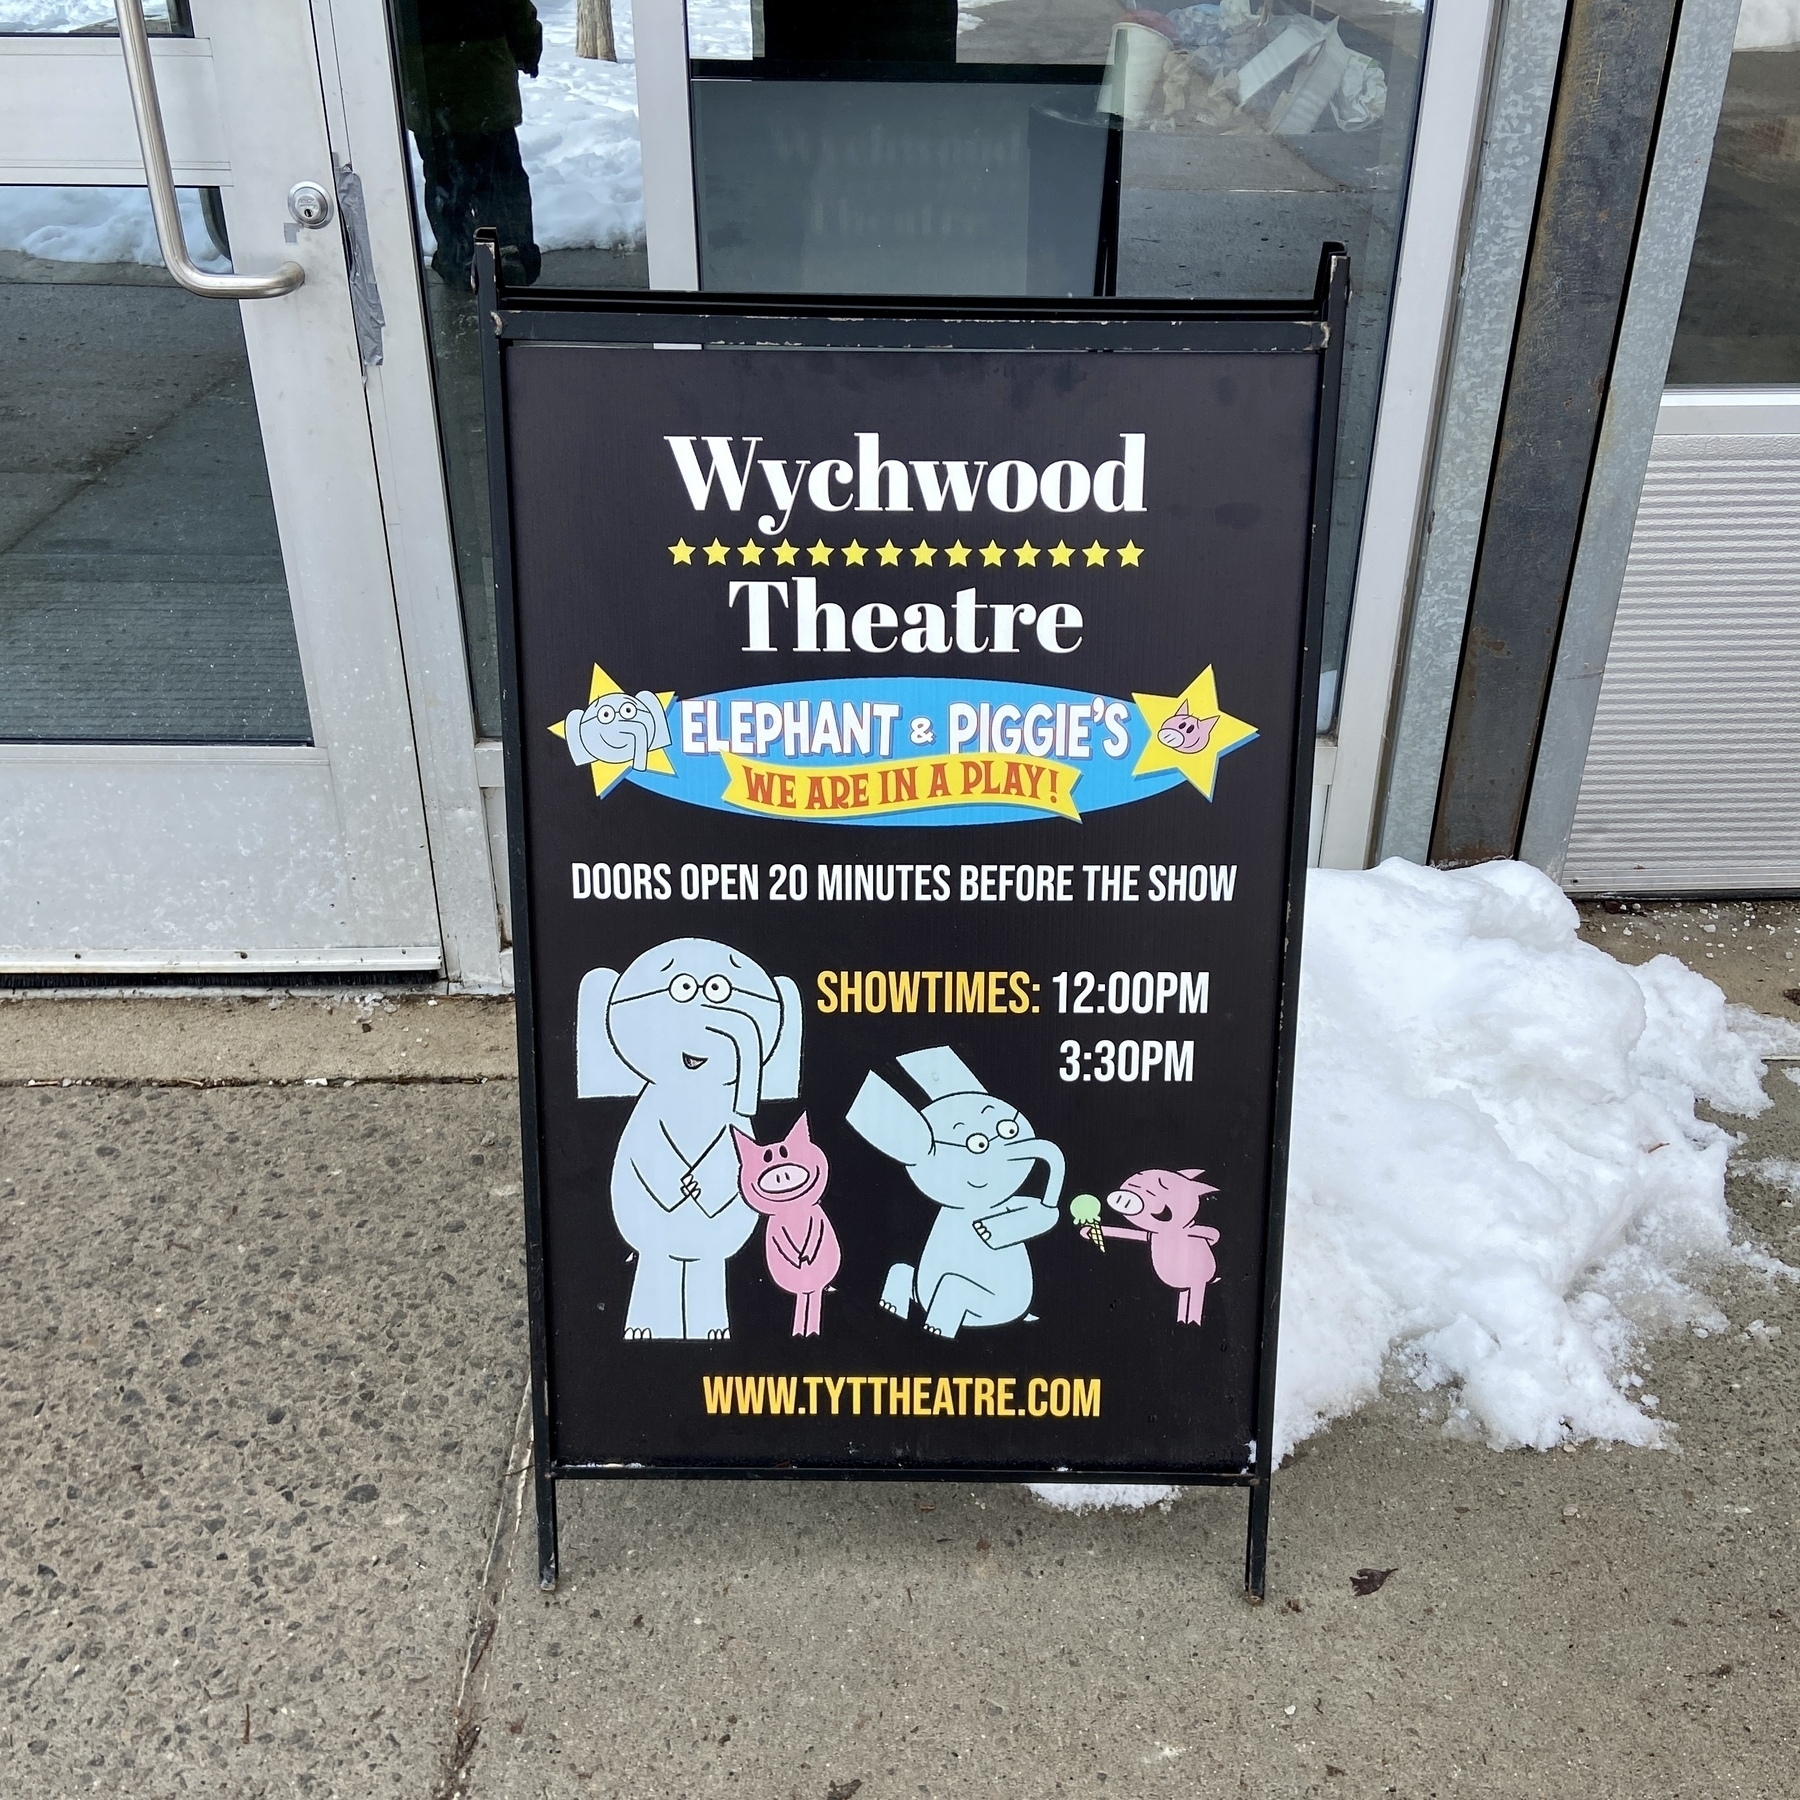 Wychwood
Theatre
ELEPHANT & PIGGIE'S
WE ARE IN A PLAY!
DOORS OPEN 20 MINUTES BEFORE THE SHOW
SHOWTIMES: 12:00PM
3:30PM
WWW.TYTTHEATRE.COM